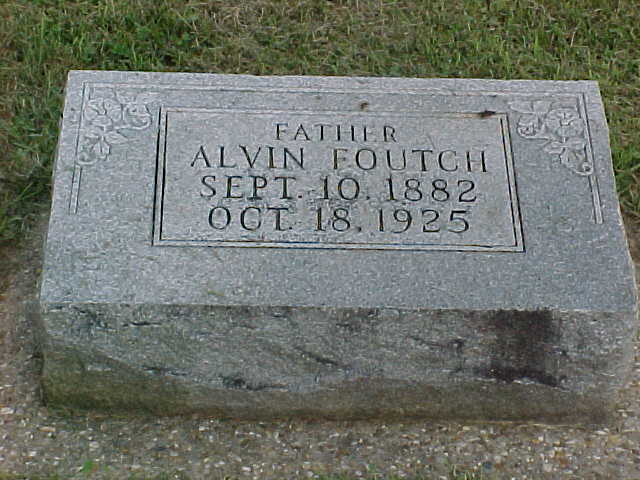 FATHER
ALVIN FOUTCH
SEPT. 10, 1882
OCT. 18, 1925